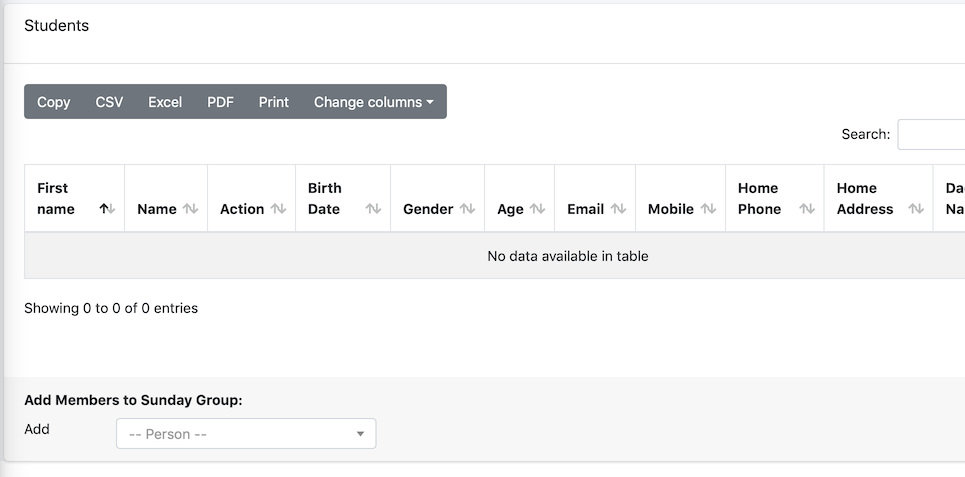 Students
Copy CSV Excel PDF Print Change columns
Search:
First name Name Action Birth Date Gender Age Email Mobile Home Phone Home Address
No data available in table
Showing 0 to 0 of 0 entries
Add Members to Sunday Group:
Add -- Person --